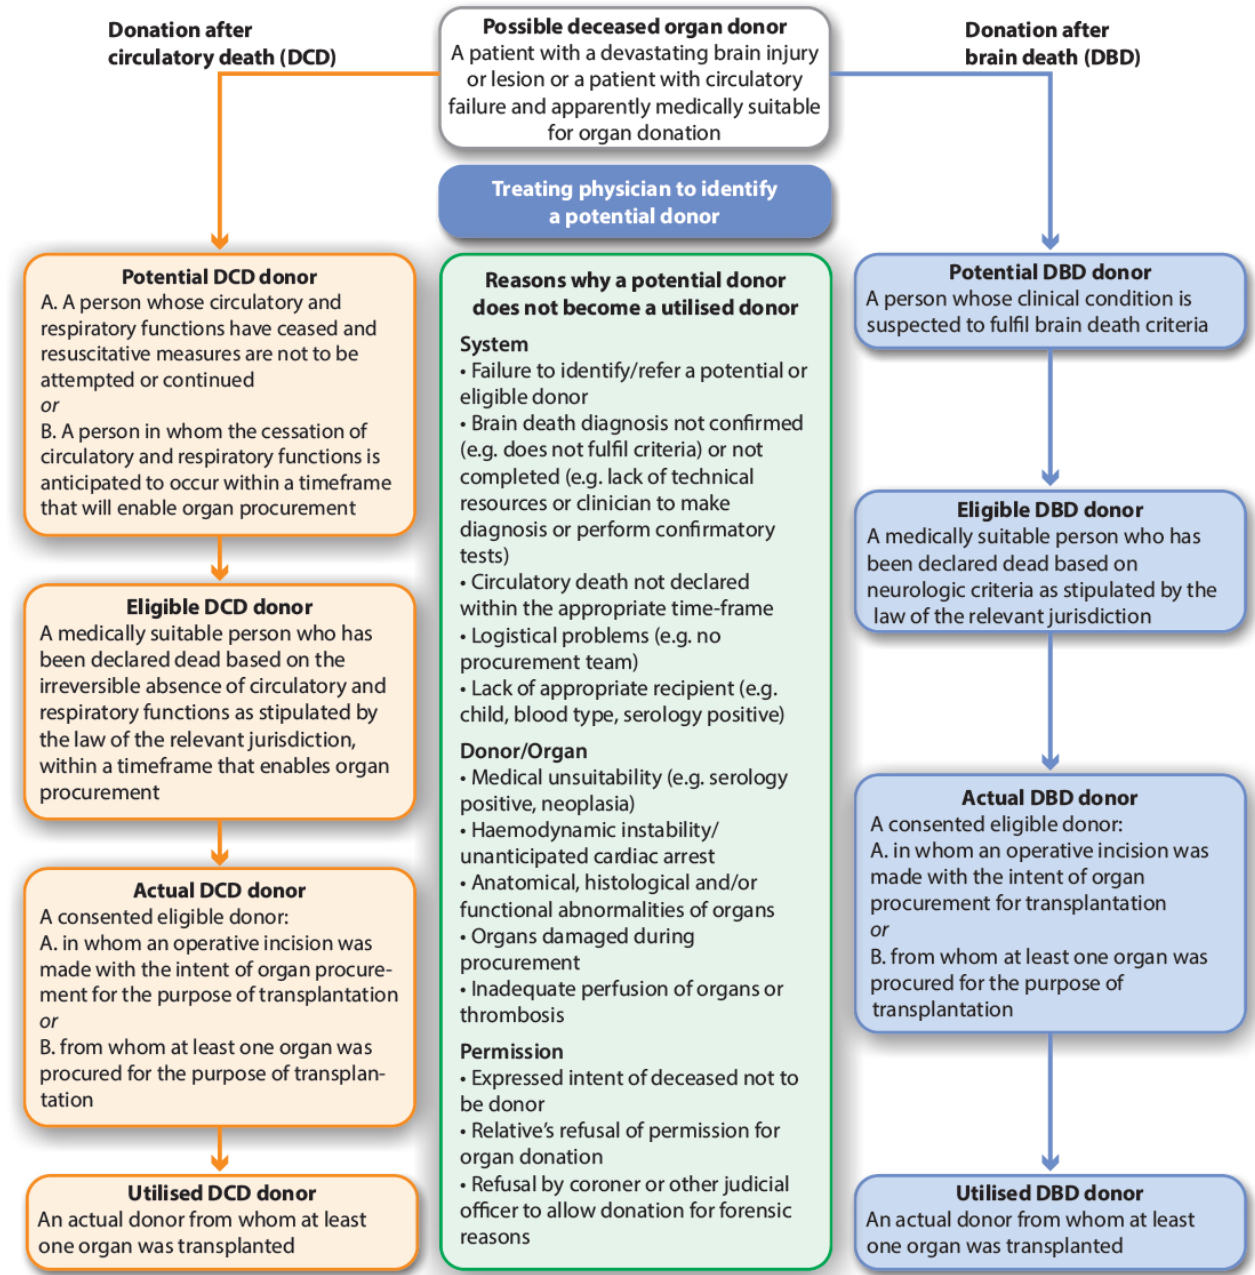 Donation after
circulatory death (DCD)
Possible deceased organ donor
A patient with a devastating brain injury
or lesion or a patient with circulatory
failure and apparently medically suitable
for organ donation
Donation after
brain death (DBD)
Treating physician to identify
a potential donor
Potential DCD donor
A. A person whose circulatory and
respiratory functions have ceased and
resuscitative measures are not to be
attempted or continued
or
B. A person in whom the cessation of
circulatory and respiratory functions is
anticipated to occur within a timeframe
that will enable organ procurement
Eligible DCD donor
A medically suitable person who has
been declared dead based on the
irreversible absence of circulatory and
respiratory functions as stipulated by
the law of the relevant jurisdiction,
within a timeframe that enables organ
procurement
Actual DCD donor
A consented eligible donor:
A. in whom an operative incision was
made with the intent of organ procure-
ment for the purpose of transplantation
or
B. from whom at least one organ was
procured for the purpose of transplan-
tation
Utilised DCD donor
An actual donor from whom at least
one organ was transplanted
Reasons why a potential donor
does not become a utilised donor
System
• Failure to identify/refer a potential or
eligible donor
• Brain death diagnosis not confirmed
(e.g. does not fulfil criteria) or not
completed (e.g. lack of technical
resources or clinician to make
diagnosis or perform confirmatory
tests)
• Circulatory death not declared
within the appropriate time-frame
• Logistical problems (e.g. no
procurement team)
• Lack of appropriate recipient (e.g.
child, blood type, serology positive)
Donor/Organ
• Medical unsuitability (e.g. serology
positive, neoplasia)
• Haemodynamic instability/
unanticipated cardiac arrest
• Anatomical, histological and/or
functional abnormalities of organs
• Organs damaged during
procurement
• Inadequate perfusion of organs or
thrombosis
Permission
• Expressed intent of deceased not to
be donor
• Relative's refusal of permission for
organ donation
• Refusal by coroner or other judicial
officer to allow donation for forensic
reasons
Potential DBD donor
A person whose clinical condition is
suspected to fulfil brain death criteria
Eligible DBD donor
A medically suitable person who has
been declared dead based on
neurologic criteria as stipulated by the
law of the relevant jurisdiction
Actual DBD donor
A consented eligible donor:
A. in whom an operative incision was
made with the intent of organ
procurement for transplantation
or
B. from whom at least one organ was
procured for the purpose of
transplantation
Utilised DBD donor
An actual donor from whom at least
one organ was transplanted